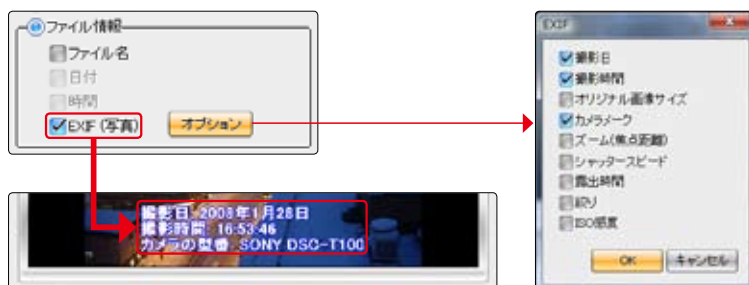 ファイル情報
ファイル名
日付
時間
EXIF (写真)
オプション
撮影日 2008年1月28日
撮影時間 16:53:46
カメラの型番 SONY DSC-T100
EXIF
撮影日
撮影時間
オリジナル画像サイズ
カメラメーク
ズーム(焦点距離)
シャッタースピード
露出時間
絞り
ISO感度
OK
キャンセル